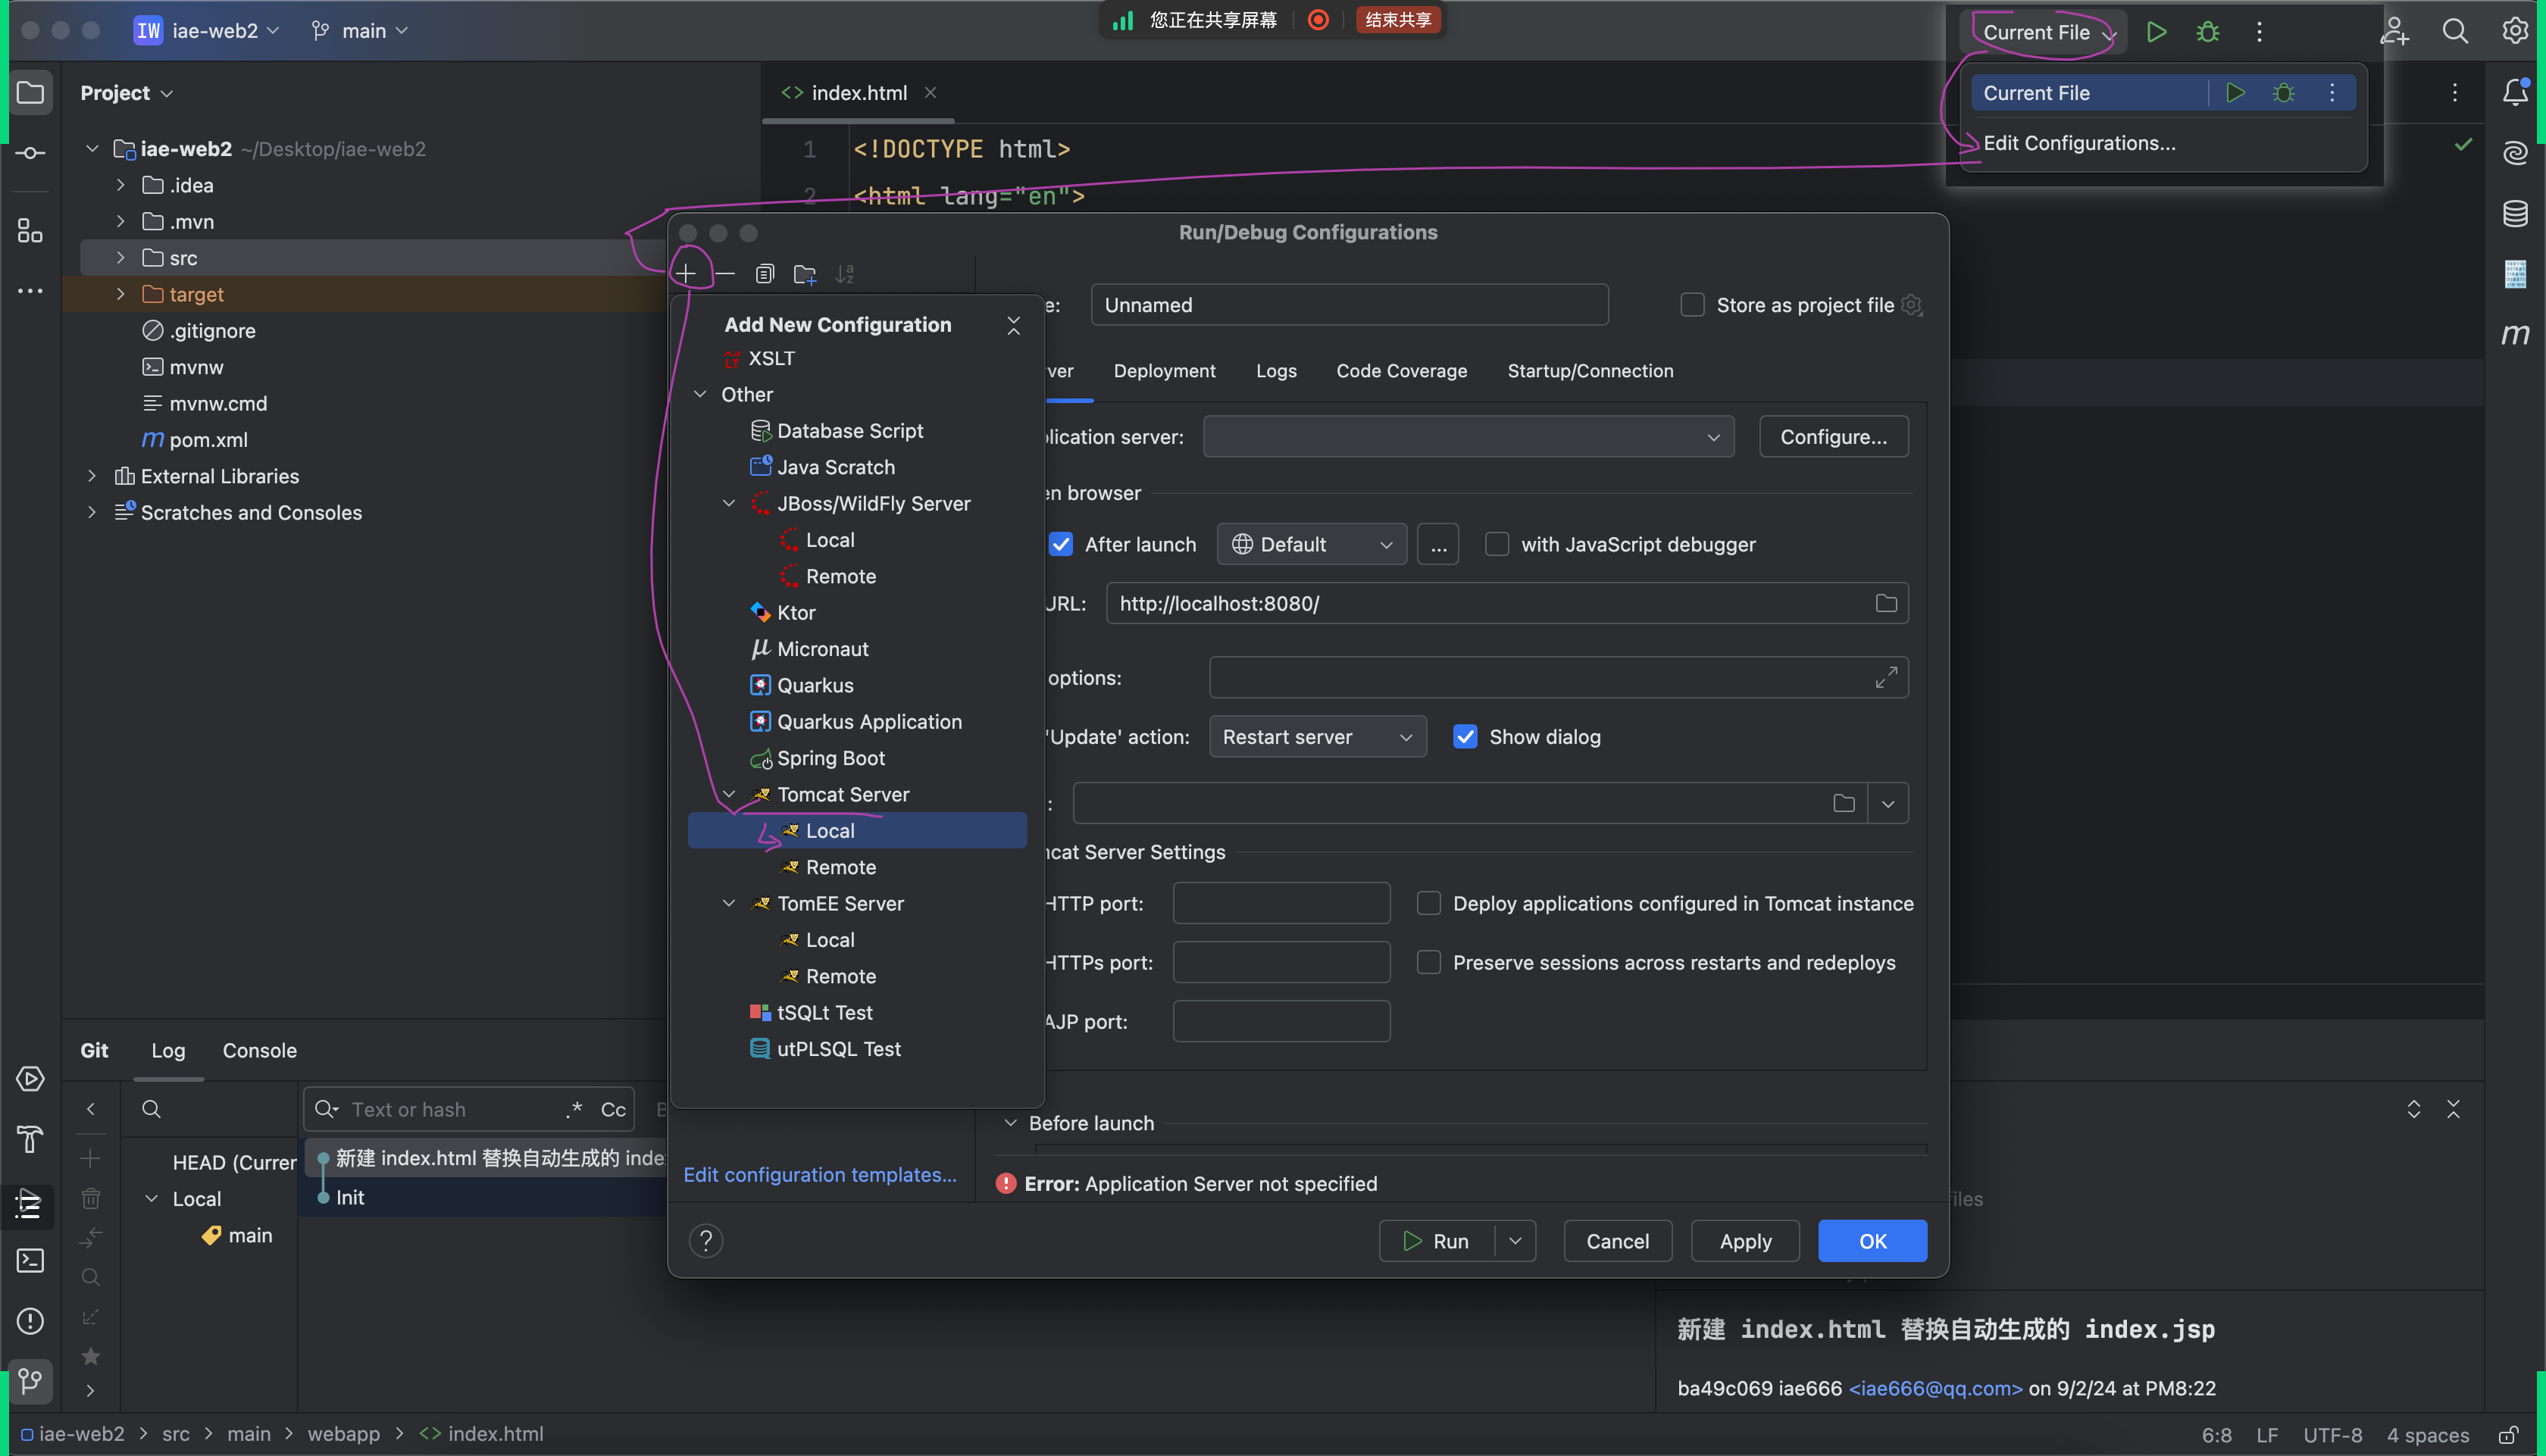 IW iae-web2
main
您正在共享屏幕
结束共享
Current File
Project
index.html
Current File
Edit Configurations...
iae-web2 ~/Desktop/iae-web2
.idea
.mvn
src
target
.gitignore
mvnw
mvnw.cmd
pom.xml
External Libraries
Scratches and Consoles
1 <!DOCTYPE html>
2 <html lang="en">
Run/Debug Configurations
Add New Configuration
XSLT
Other
Database Script
Java Scratch
JBoss/WildFly Server
Local
Remote
Ktor
Micronaut
Quarkus
Quarkus Application
Spring Boot
Tomcat Server
Local
Remote
TomEE Server
Local
Remote
tSQLt Test
utPLSQL Test
Edit configuration templates...
e: Unnamed
Store as project file
ver Deployment Logs Code Coverage Startup/Connection
lication server: Configure...
en browser
After launch Default ... with JavaScript debugger
URL: http://localhost:8080/
options:
'Update' action: Restart server Show dialog
:
ncat Server Settings
HTTP port: Deploy applications configured in Tomcat instance
HTTPs port: Preserve sessions across restarts and redeploys
AJP port:
Before launch
Error: Application Server not specified
? Run Cancel Apply OK
Git Log Console
Text or hash .* Cc
HEAD (Curren
Local
main
新建 index.html 替换自动生成的 inde
Init
files
新建 index.html 替换自动生成的 index.jsp
ba49c069 iae666 <iae666@qq.com> on 9/2/24 at PM8:22
iae-web2 > src > main > webapp > index.html
6:8 LF UTF-8 4 spaces